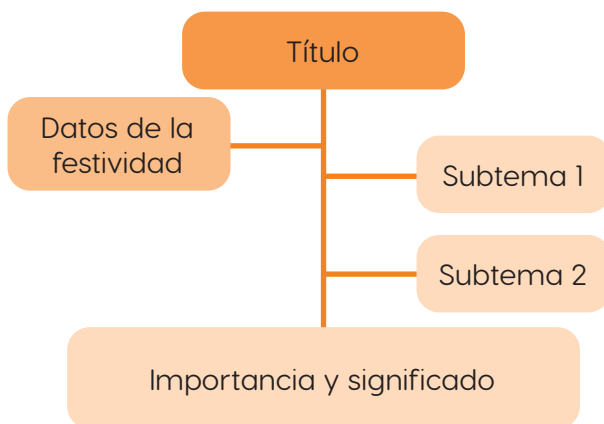 Título
Datos de la
festividad
Subtema 1
Subtema 2
Importancia y significado